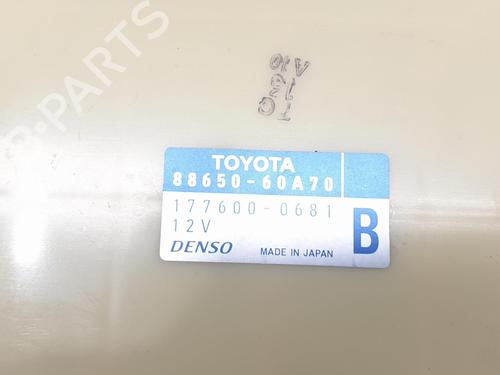 TOYOTA
88650-60A70
177600-0681
12V
DENSO
MADE IN JAPAN
B